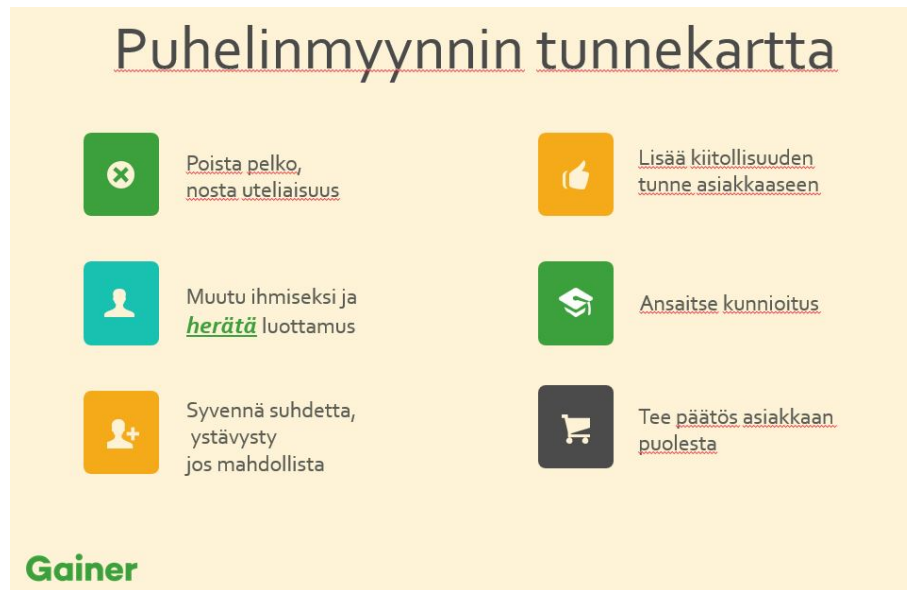 Puhelinmyynnin tunnekartta
Poista pelko,
nosta uteliaisuus
Muutu ihmiseksi ja
herätä luottamus
Syvennä suhdetta,
ystävysty
jos mahdollista
Lisää kiitollisuuden
tunne asiakkaaseen
Ansaitse kunnioitus
Tee päätös asiakkaan
puolesta
Gainer